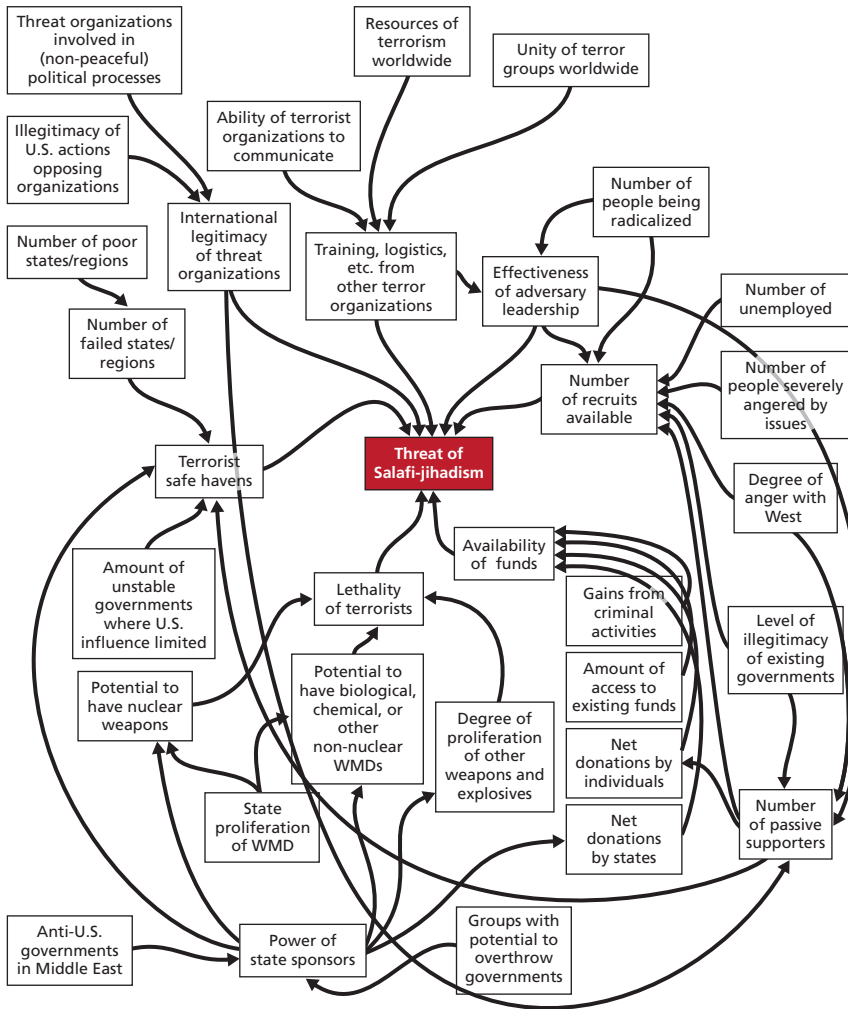 Threat organizations
involved in
(non-peaceful)
political processes
Resources of
terrorism
worldwide
Unity of terror
groups worldwide
Illegitimacy of
U.S. actions
opposing
organizations
Ability of terrorist
organizations to
communicate
Number of
people being
radicalized
International
legitimacy
of threat
organizations
Number of poor
states/regions
Training, logistics,
etc. from
other terror
organizations
Effectiveness
of adversary
leadership
Number of
unemployed
Number of
failed states/
regions
Number
of recruits
available
Number of
people severely
angered by
issues
Threat of
Salafi-jihadism
Terrorist
safe havens
Degree of
anger with
West
Availability
of funds
Amount of
unstable
governments
where U.S.
influence limited
Lethality
of terrorists
Gains from
criminal
activities
Level of
illegitimacy
of existing
governments
Potential to
have nuclear
weapons
Potential to
have biological,
chemical, or
other
non-nuclear
WMDs
Amount of
access to
existing funds
Degree of
proliferation
of other
weapons and
explosives
Net
donations by
individuals
State
proliferation
of WMD
Net
donations
by states
Number
of passive
supporters
Anti-U.S.
governments
in Middle East
Power of
state sponsors
Groups with
potential to
overthrow
governments